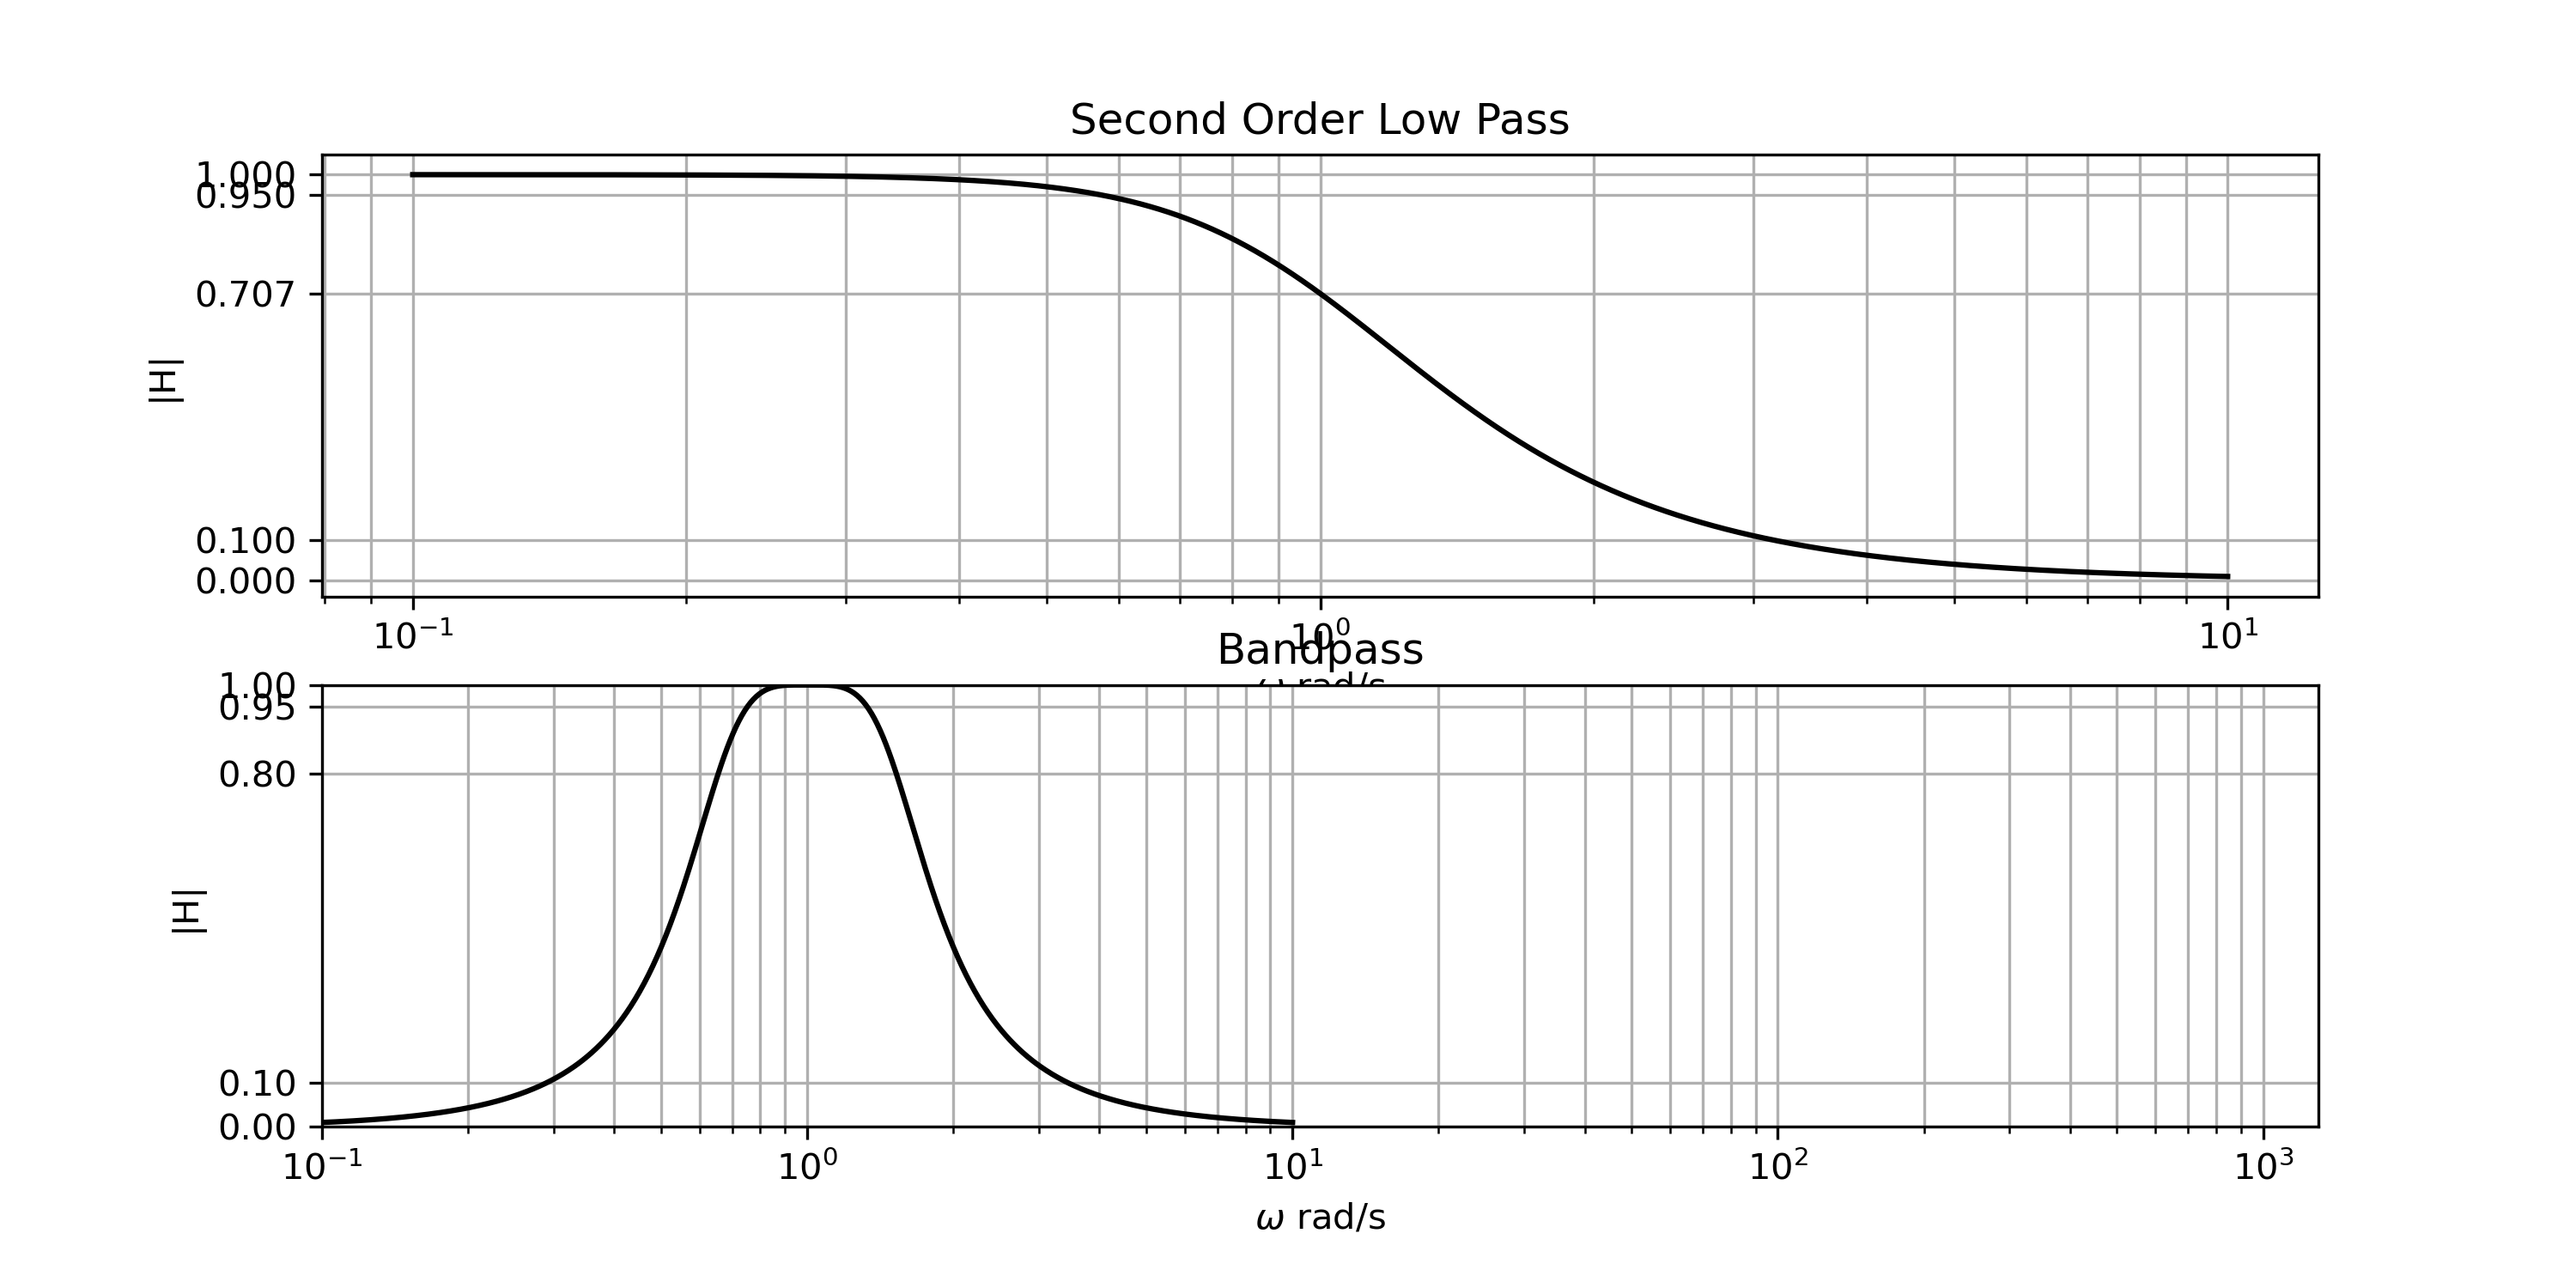 Second Order Low Pass
1.000
0.950
0.707
|H|
0.100
0.000
10⁻¹ 10⁰ 10¹
ω rad/s
Bandpass
1.00
0.95
0.80
|H|
0.10
0.00
10⁻¹ 10⁰ 10¹ 10² 10³
ω rad/s